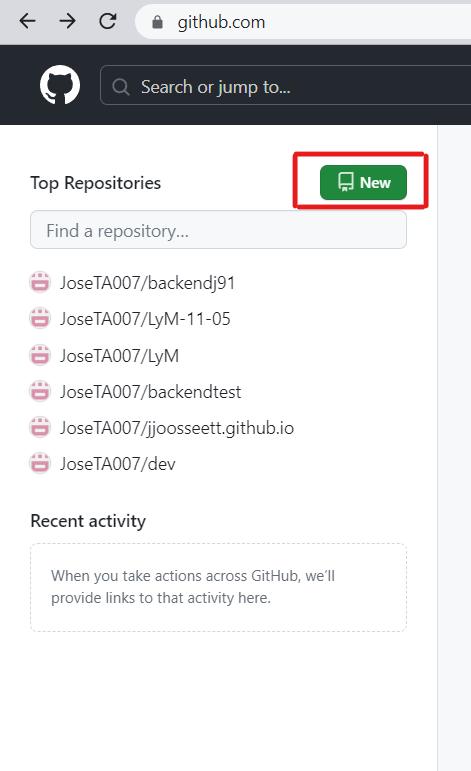 github.com
Search or jump to...
Top Repositories
New
Find a repository...
JoseTA007/backendj91
JoseTA007/LyM-11-05
JoseTA007/LyM
JoseTA007/backendtest
JoseTA007/jjoosseett.github.io
JoseTA007/dev
Recent activity
When you take actions across GitHub, we’ll
provide links to that activity here.